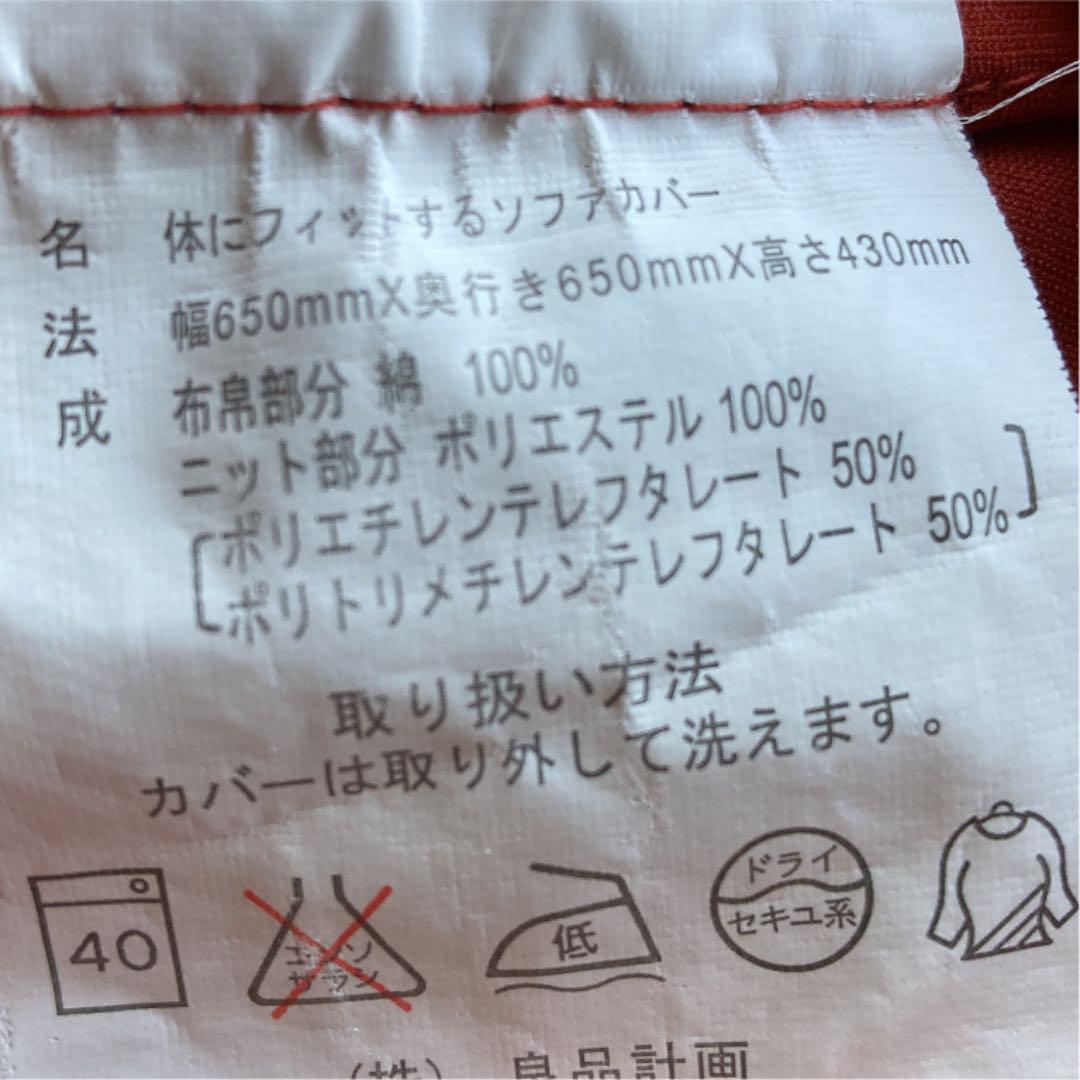 名 体にフィットするソファカバー
法 幅650mmX奥行き650mmX高さ430mm
成 布帛部分 綿 100%
ニット部分 ポリエステル 100%
ポリエチレンテレフタレート 50%
ポリトリメチレンテレフタレート 50%
取り扱い方法
カバーは取り外して洗えます。
40
エンソ
サラシ
低
ドライ
セキユ系
(株) 良品計画